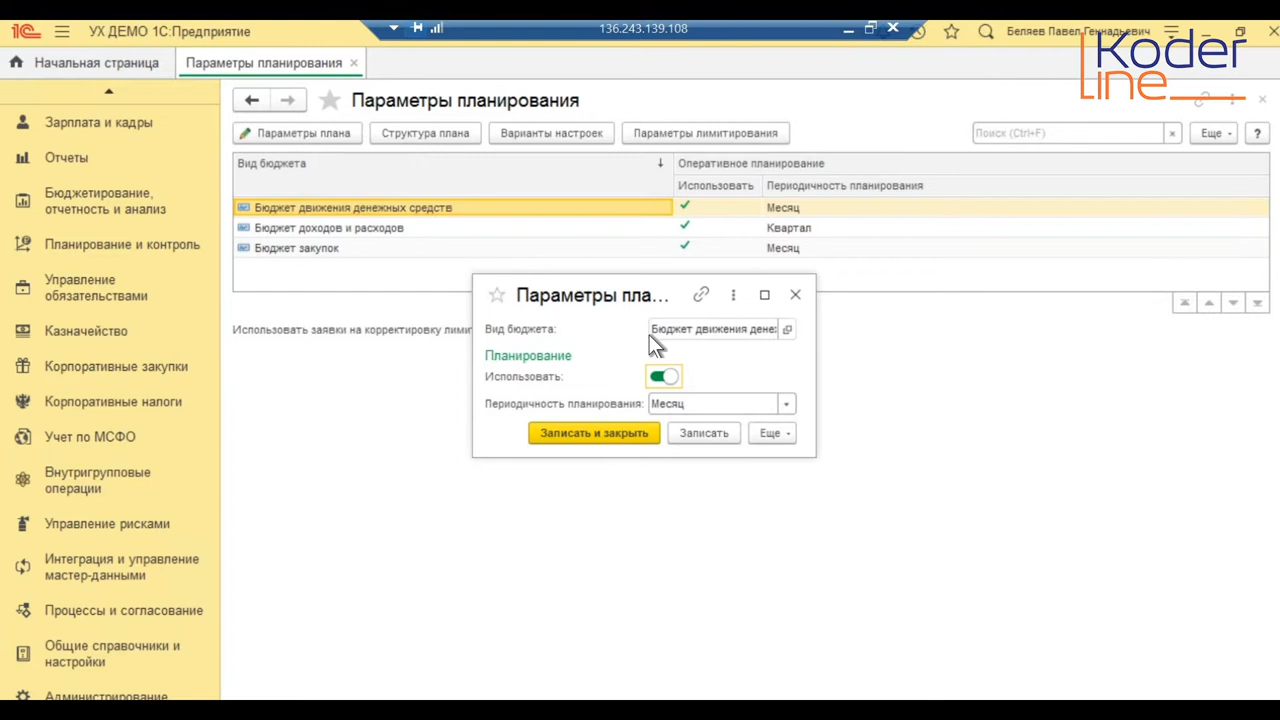 УХ ДЕМО 1С:Предприятие
136.243.139.108
Беляев Павел Геннадьевич
Koder
line
Начальная страница
Параметры планирования
Параметры планирования
Параметры плана
Структура плана
Варианты настроек
Параметры лимитирования
Поиск (Ctrl+F)
Еще
?
Вид бюджета
Оперативное планирование
Использовать
Периодичность планирования
Бюджет движения денежных средств
Месяц
Бюджет доходов и расходов
Квартал
Бюджет закупок
Месяц
Использовать заявки на корректировку лими
Параметры пла...
Вид бюджета:
Бюджет движения дене
Планирование
Использовать:
Периодичность планирования:
Месяц
Записать и закрыть
Записать
Еще
Зарплата и кадры
Отчеты
Бюджетирование,
отчетность и анализ
Планирование и контроль
Управление
обязательствами
Казначейство
Корпоративные закупки
Корпоративные налоги
Учет по МСФО
Внутригрупповые
операции
Управление рисками
Интеграция и управление
мастер-данными
Процессы и согласование
Общие справочники и
настройки
Администрирование